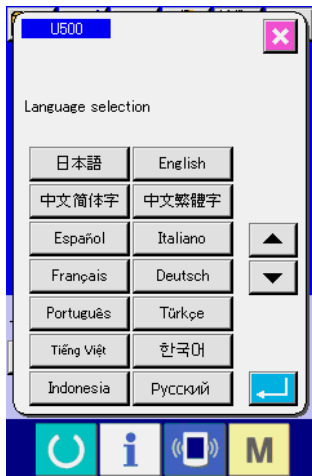 U500
Language selection
日本語 English
中文简体字 中文繁體字
Español Italiano
Français Deutsch
Português Türkçe
Tiếng Việt 한국어
Indonesia Русский
M